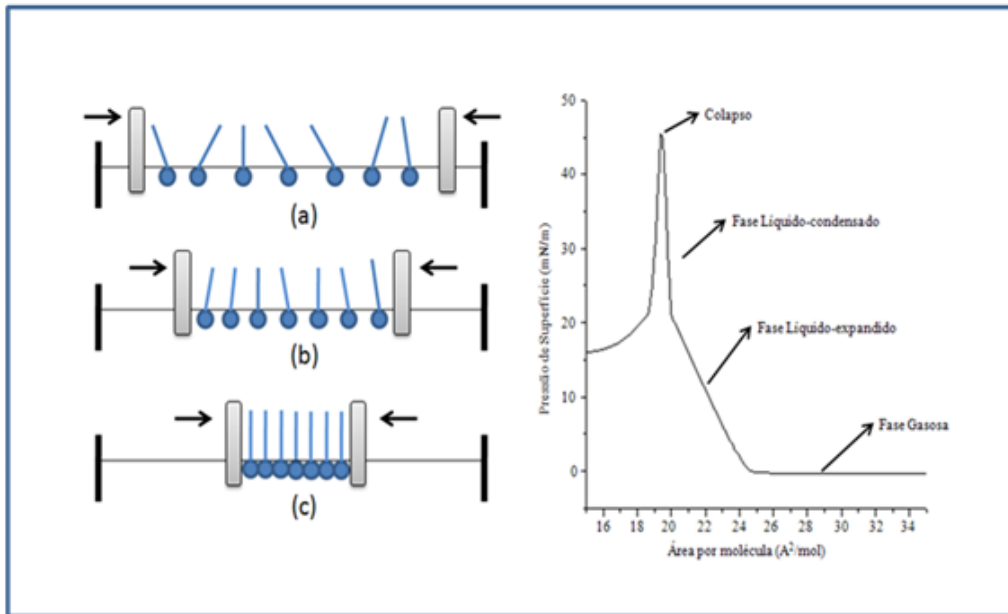 (a)
(b)
(c)
50
40
30
20
10
0
16 18 20 22 24 26 28 30 32 34
Pressão de Superfície (mN/m)
Área por molécula (A²/mol)
Colapso
Fase Líquido-condensado
Fase Líquido-expandido
Fase Gasosa